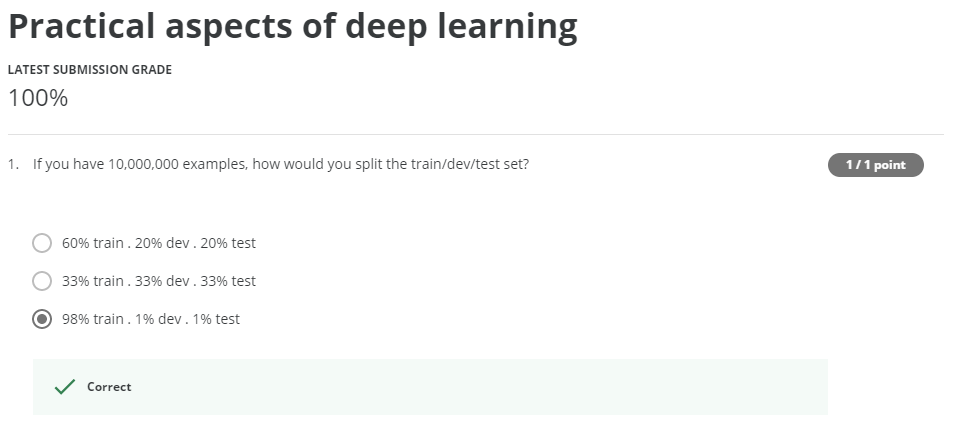 Practical aspects of deep learning
LATEST SUBMISSION GRADE
100%
1. If you have 10,000,000 examples, how would you split the train/dev/test set?
1 / 1 point
60% train . 20% dev . 20% test
33% train . 33% dev . 33% test
98% train . 1% dev . 1% test
Correct